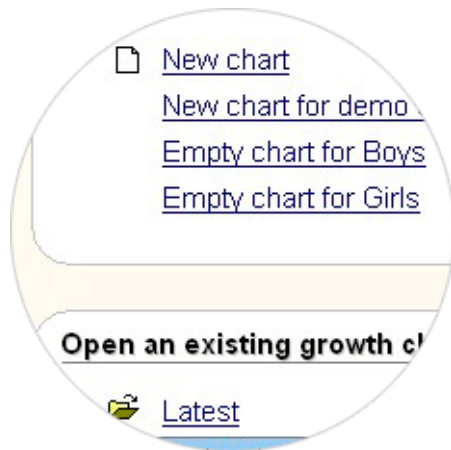 New chart
New chart for demo
Empty chart for Boys
Empty chart for Girls
Open an existing growth
Latest